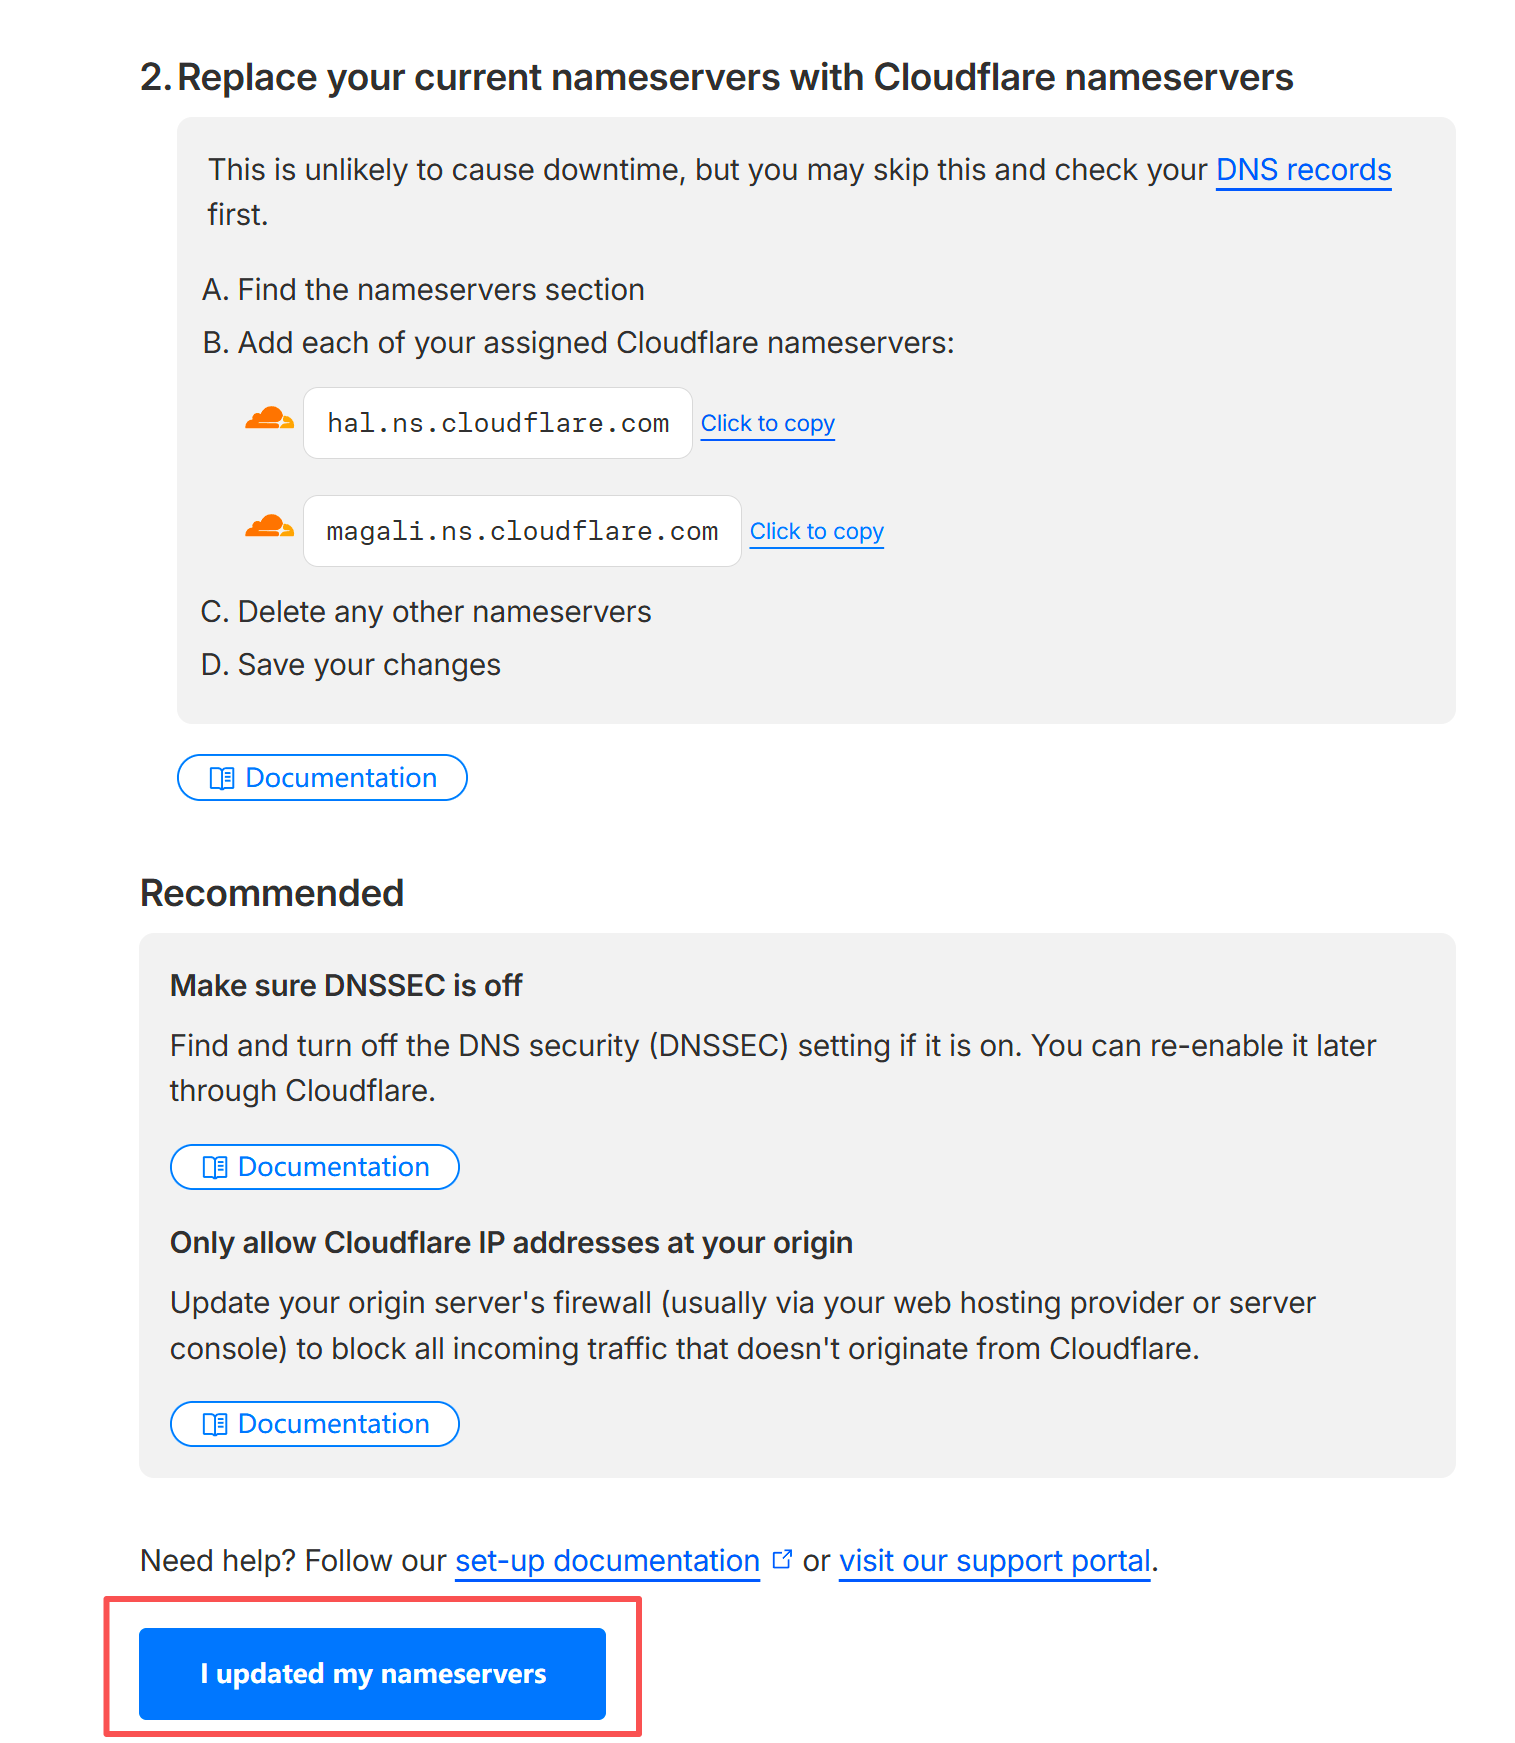 2. Replace your current nameservers with Cloudflare nameservers
This is unlikely to cause downtime, but you may skip this and check your DNS records
first.
A. Find the nameservers section
B. Add each of your assigned Cloudflare nameservers:
hal.ns.cloudflare.com Click to copy
magali.ns.cloudflare.com Click to copy
C. Delete any other nameservers
D. Save your changes
Documentation
Recommended
Make sure DNSSEC is off
Find and turn off the DNS security (DNSSEC) setting if it is on. You can re-enable it later
through Cloudflare.
Documentation
Only allow Cloudflare IP addresses at your origin
Update your origin server's firewall (usually via your web hosting provider or server
console) to block all incoming traffic that doesn't originate from Cloudflare.
Documentation
Need help? Follow our set-up documentation or visit our support portal.
I updated my nameservers